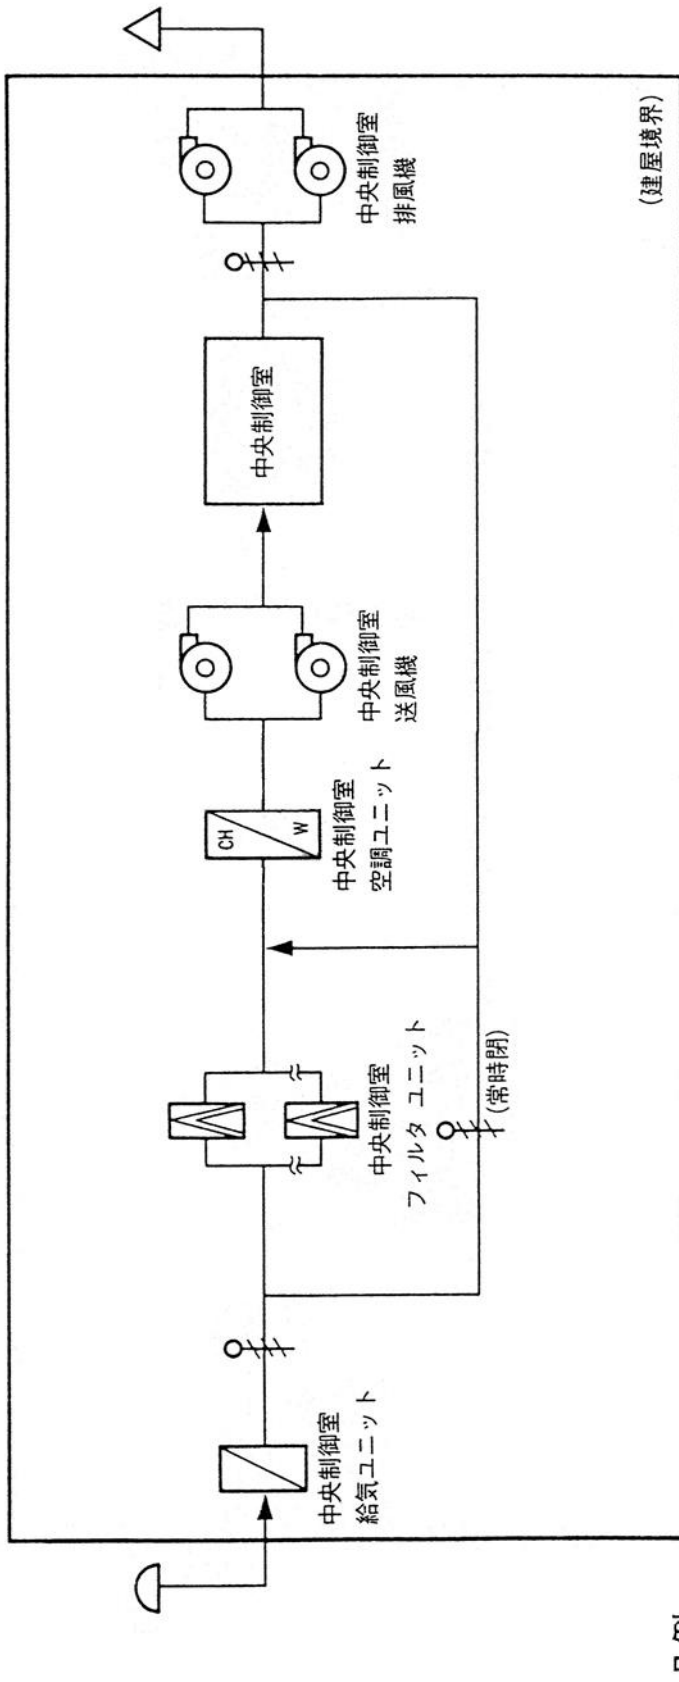 中央制御室
給気ユニット
中央制御室
フィルタ ユニット
(常時閉)
CH
W
中央制御室
空調ユニット
中央制御室
送風機
中央制御室
中央制御室
排風機
(建屋境界)